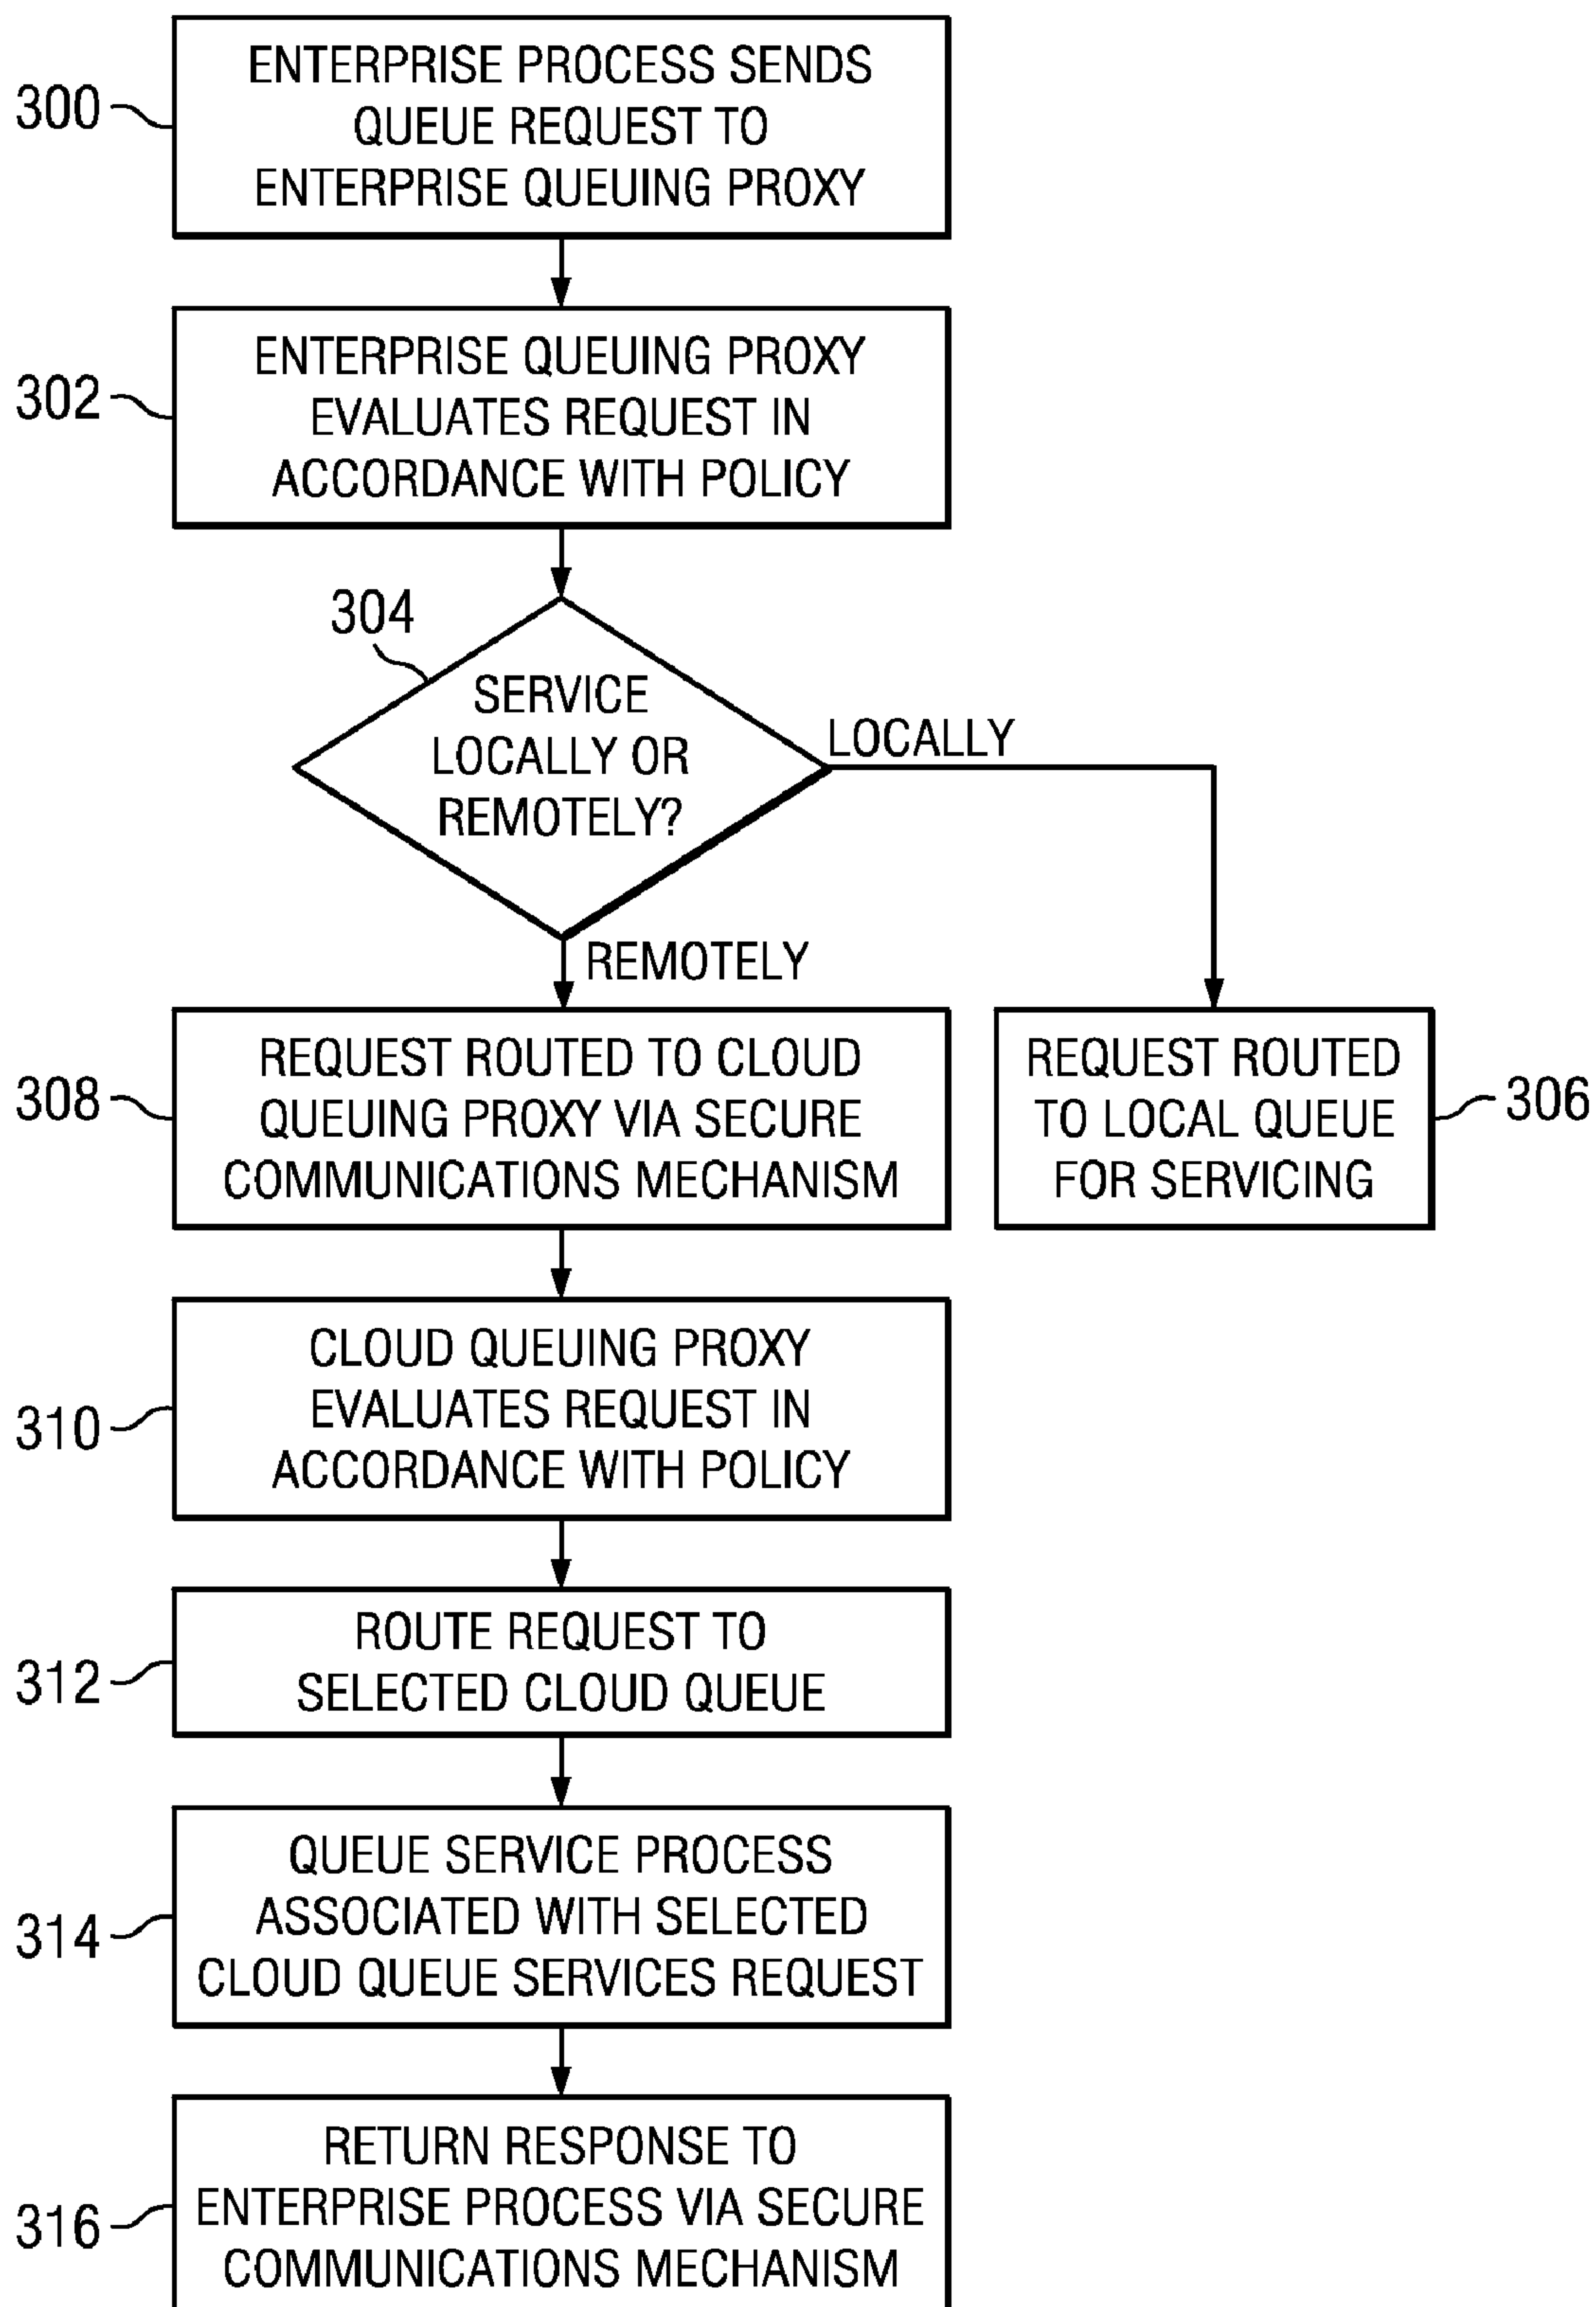 300
ENTERPRISE PROCESS SENDS
QUEUE REQUEST TO
ENTERPRISE QUEUING PROXY
302
ENTERPRISE QUEUING PROXY
EVALUATES REQUEST IN
ACCORDANCE WITH POLICY
304
SERVICE
LOCALLY OR
REMOTELY?
LOCALLY
REMOTELY
308
REQUEST ROUTED TO CLOUD
QUEUING PROXY VIA SECURE
COMMUNICATIONS MECHANISM
REQUEST ROUTED
TO LOCAL QUEUE
FOR SERVICING
306
310
CLOUD QUEUING PROXY
EVALUATES REQUEST IN
ACCORDANCE WITH POLICY
312
ROUTE REQUEST TO
SELECTED CLOUD QUEUE
314
QUEUE SERVICE PROCESS
ASSOCIATED WITH SELECTED
CLOUD QUEUE SERVICES REQUEST
316
RETURN RESPONSE TO
ENTERPRISE PROCESS VIA SECURE
COMMUNICATIONS MECHANISM